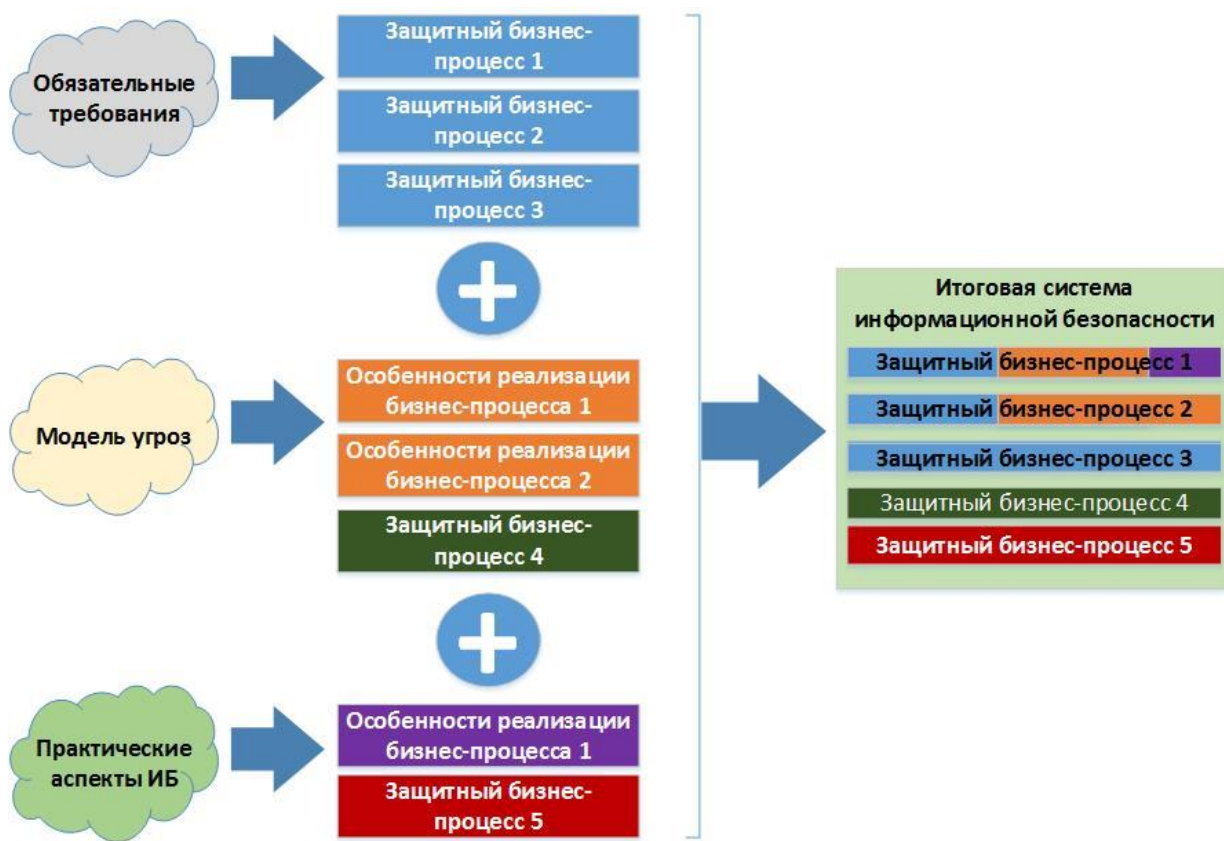 Обязательные
требования
Защитный бизнес-
процесс 1
Защитный бизнес-
процесс 2
Защитный бизнес-
процесс 3
Модель угроз
Особенности реализации
бизнес-процесса 1
Особенности реализации
бизнес-процесса 2
Защитный бизнес-
процесс 4
Практические
аспекты ИБ
Особенности реализации
бизнес-процесса 1
Защитный бизнес-
процесс 5
Итоговая система
информационной безопасности
Защитный бизнес-процесс 1
Защитный бизнес-процесс 2
Защитный бизнес-процесс 3
Защитный бизнес-процесс 4
Защитный бизнес-процесс 5